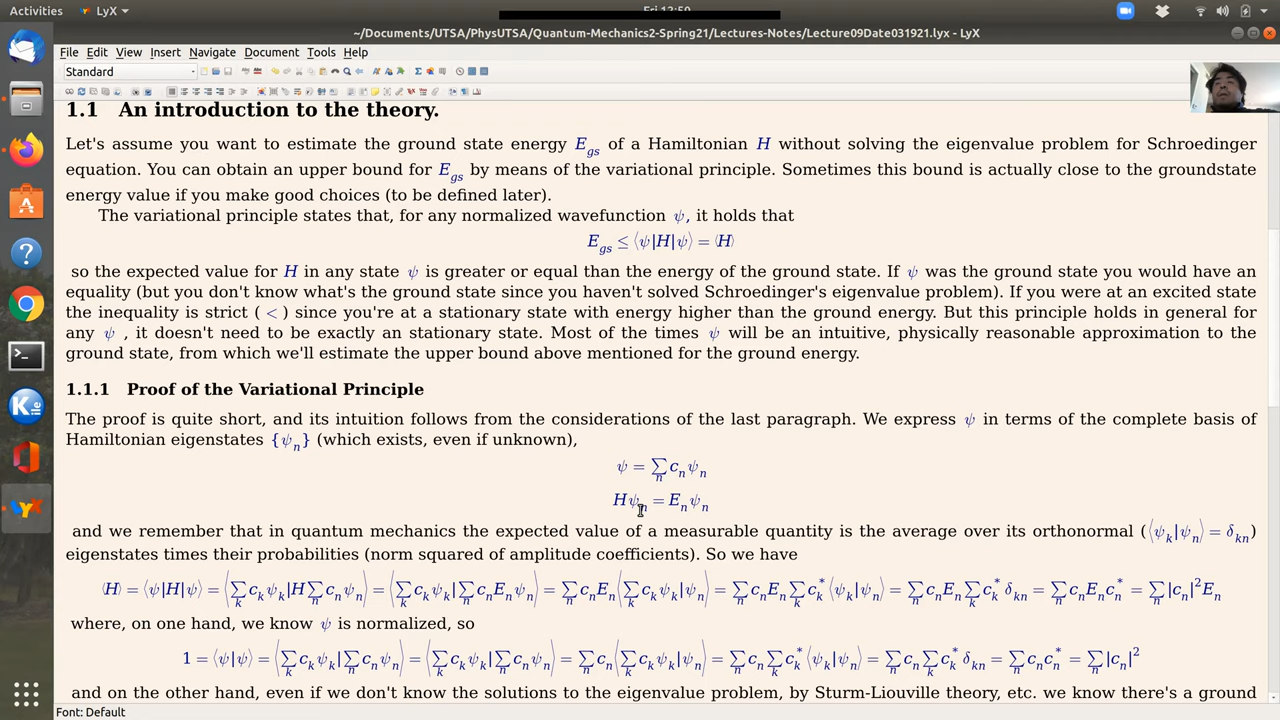 Activities LyX Fri 12:50
~/Documents/UTSA/PhysUTSA/Quantum-Mechanics2-Spring21/Lectures-Notes/Lecture09Date031921.lyx - LyX
File Edit View Insert Navigate Document Tools Help
Standard
1.1 An introduction to the theory.
Let's assume you want to estimate the ground state energy E_gs of a Hamiltonian H without solving the eigenvalue problem for Schroedinger
equation. You can obtain an upper bound for E_gs by means of the variational principle. Sometimes this bound is actually close to the groundstate
energy value if you make good choices (to be defined later).
The variational principle states that, for any normalized wavefunction ψ, it holds that
E_gs ≤ ⟨ψ|H|ψ⟩ = ⟨H⟩
so the expected value for H in any state ψ is greater or equal than the energy of the ground state. If ψ was the ground state you would have an
equality (but you don't know what's the ground state since you haven't solved Schroedinger's eigenvalue problem). If you were at an excited state
the inequality is strict ( < ) since you're at a stationary state with energy higher than the ground energy. But this principle holds in general for
any ψ , it doesn't need to be exactly an stationary state. Most of the times ψ will be an intuitive, physically reasonable approximation to the
ground state, from which we'll estimate the upper bound above mentioned for the ground energy.
1.1.1 Proof of the Variational Principle
The proof is quite short, and its intuition follows from the considerations of the last paragraph. We express ψ in terms of the complete basis of
Hamiltonian eigenstates {ψ_n} (which exists, even if unknown),
ψ = ∑_n c_n ψ_n
Hψ_n = E_n ψ_n
and we remember that in quantum mechanics the expected value of a measurable quantity is the average over its orthonormal (⟨ψ_k|ψ_n⟩ = δ_kn)
eigenstates times their probabilities (norm squared of amplitude coefficients). So we have
⟨H⟩ = ⟨ψ|H|ψ⟩ = ⟨∑_k c_k ψ_k|H∑_n c_n ψ_n⟩ = ⟨∑_k c_k ψ_k|∑_n c_n E_n ψ_n⟩ = ∑_n c_n E_n ⟨∑_k c_k ψ_k|ψ_n⟩ = ∑_n c_n E_n ∑_k c_k^* ⟨ψ_k|ψ_n⟩ = ∑_n c_n E_n ∑_k c_k^* δ_kn = ∑_n c_n E_n c_n^* = ∑_n |c_n|^2 E_n
where, on one hand, we know ψ is normalized, so
1 = ⟨ψ|ψ⟩ = ⟨∑_k c_k ψ_k|∑_n c_n ψ_n⟩ = ⟨∑_k c_k ψ_k|∑_n c_n ψ_n⟩ = ∑_n c_n ⟨∑_k c_k ψ_k|ψ_n⟩ = ∑_n c_n ∑_k c_k^* ⟨ψ_k|ψ_n⟩ = ∑_n c_n ∑_k c_k^* δ_kn = ∑_n c_n c_n^* = ∑_n |c_n|^2
and on the other hand, even if we don't know the solutions to the eigenvalue problem, by Sturm-Liouville theory, etc. we know there's a ground
Font: Default